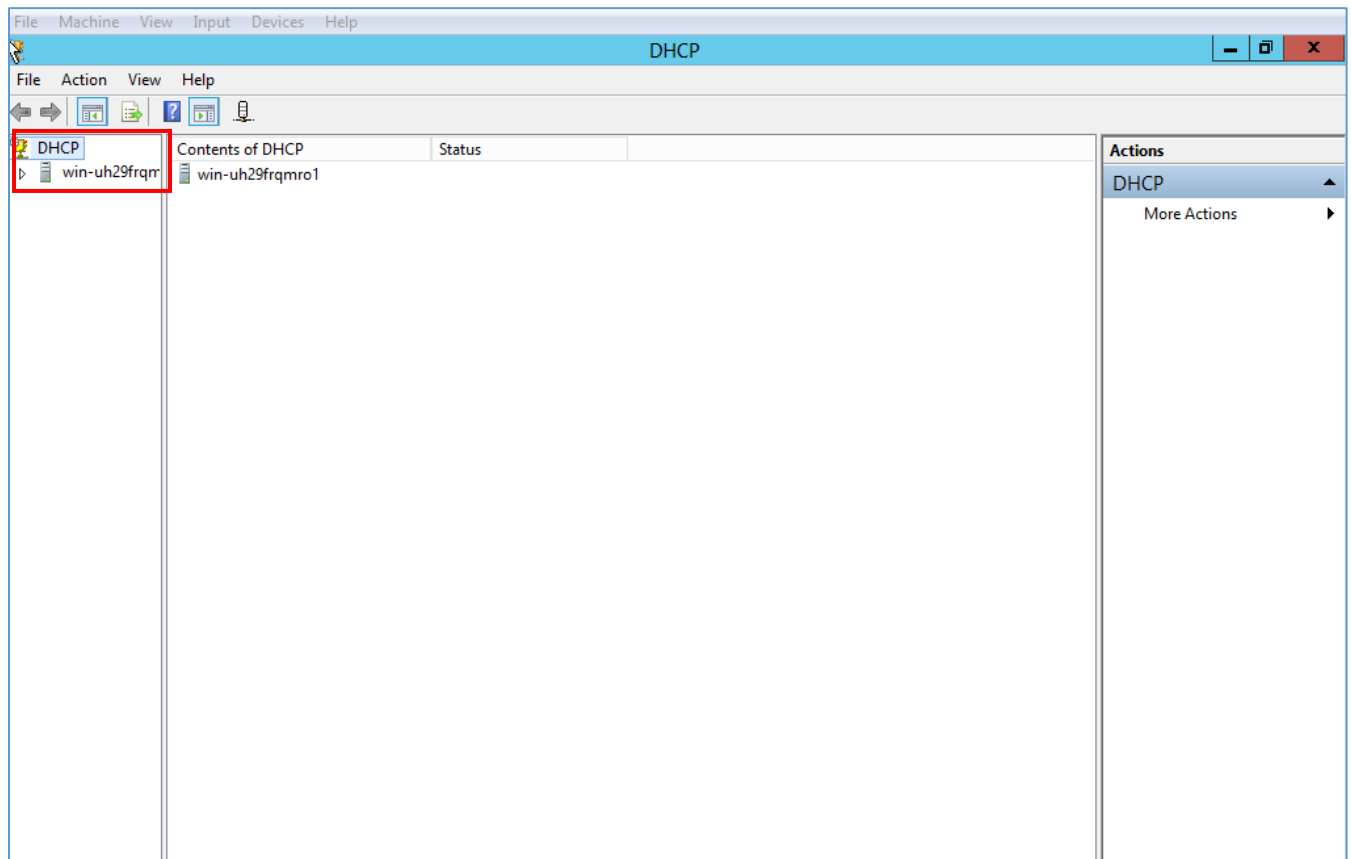 File Machine View Input Devices Help
DHCP
File Action View Help
DHCP
win-uh29frqm
Contents of DHCP Status
win-uh29frqmro1
Actions
DHCP
More Actions